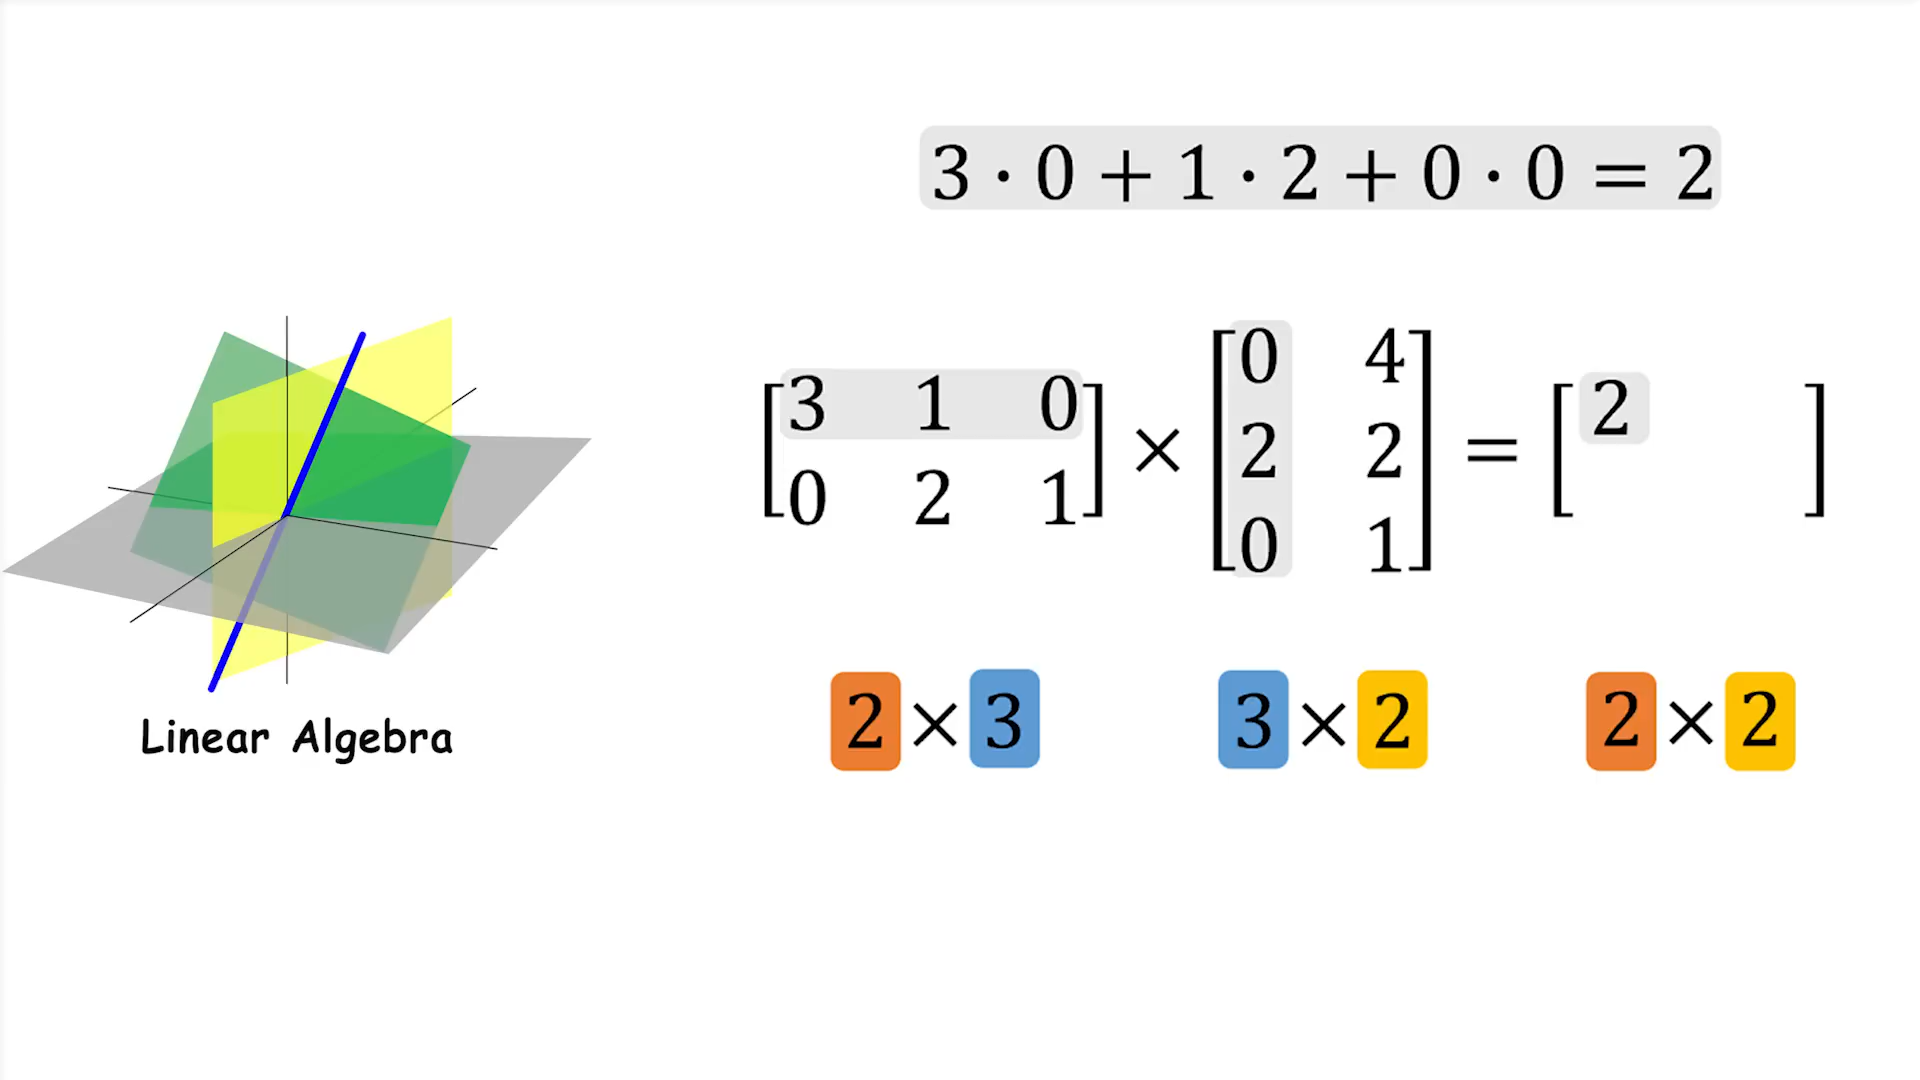 3 · 0 + 1 · 2 + 0 · 0 = 2
[3 1 0
0 2 1] × [0 4
2 2
0 1] = [2 ]
2 × 3 3 × 2 2 × 2
Linear Algebra